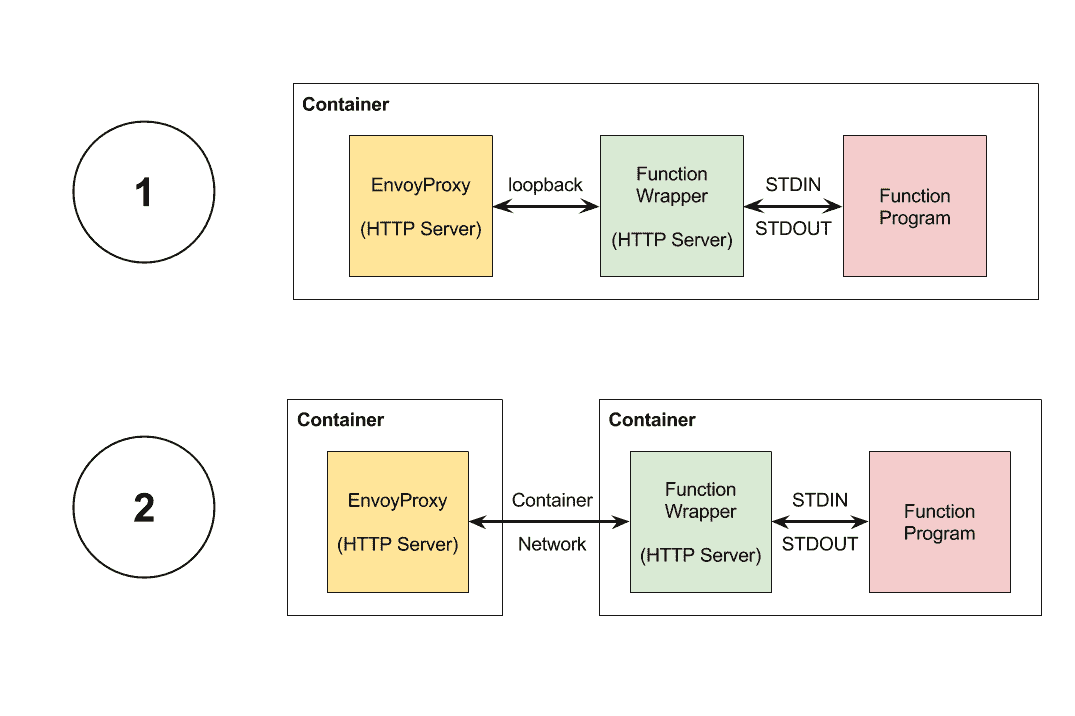 1
Container
EnvoyProxy
(HTTP Server)
loopback
Function
Wrapper
(HTTP Server)
STDIN
STDOUT
Function
Program
2
Container
EnvoyProxy
(HTTP Server)
Container
Network
Container
Function
Wrapper
(HTTP Server)
STDIN
STDOUT
Function
Program